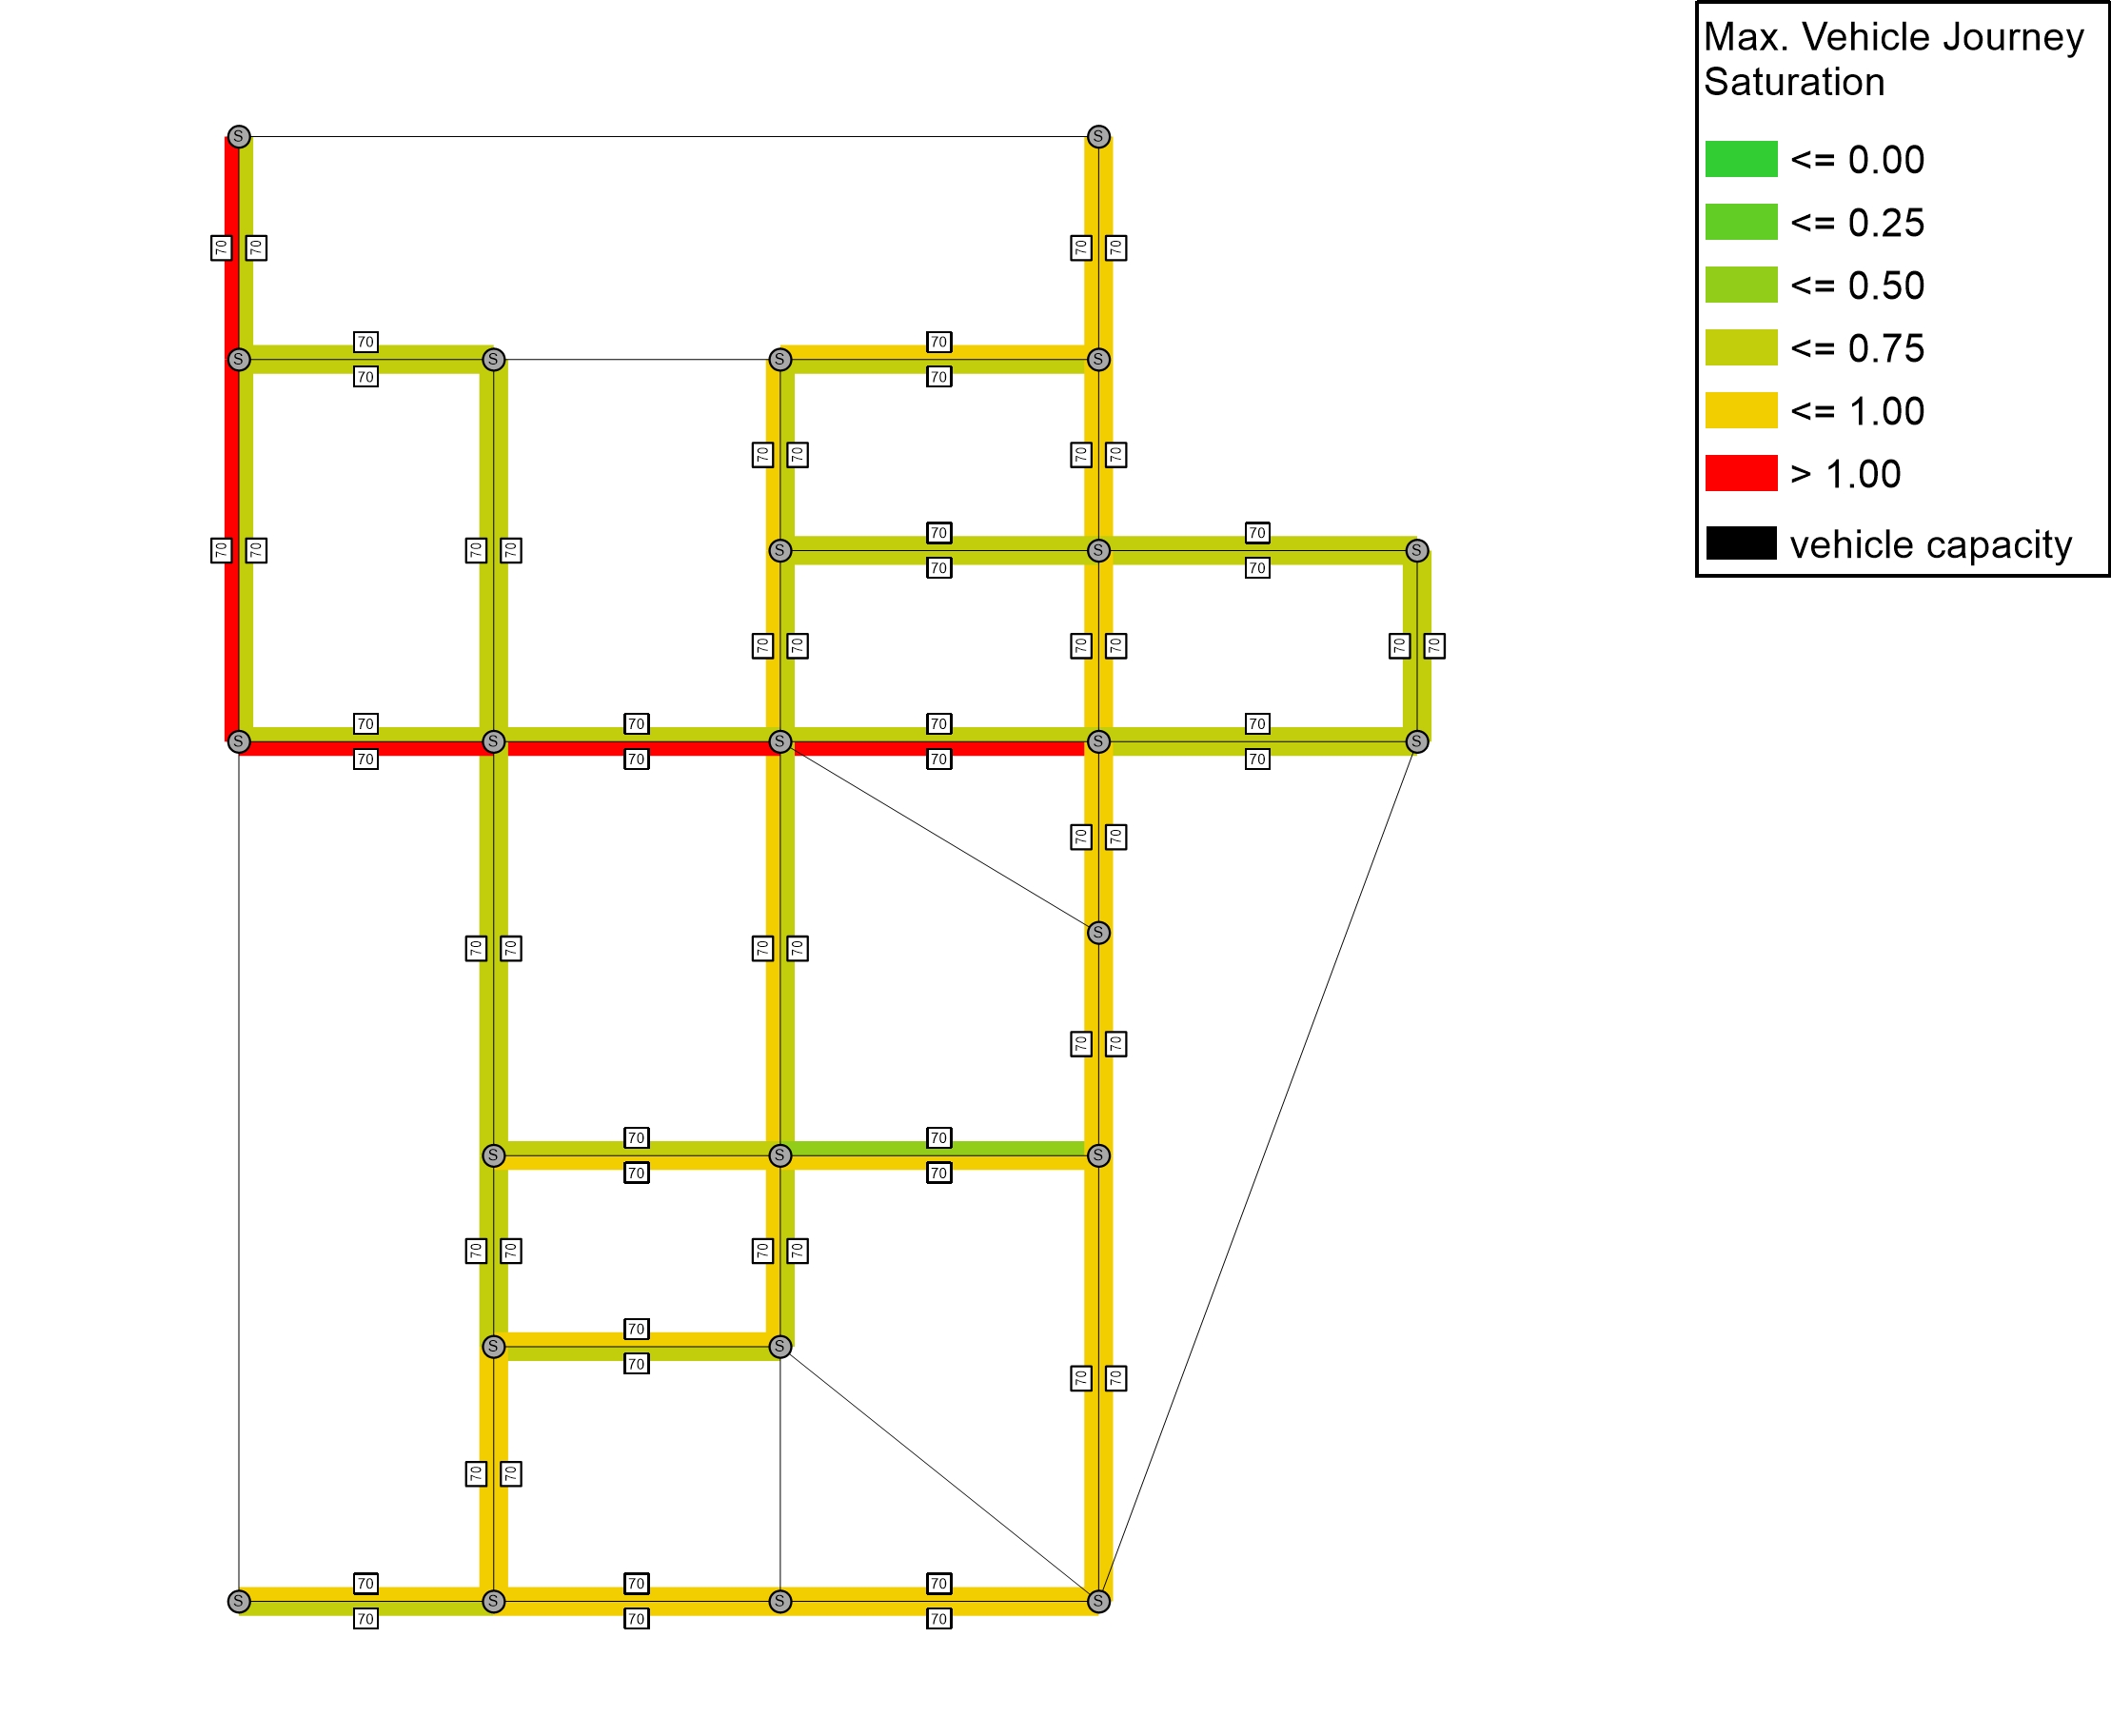 Max. Vehicle Journey
Saturation
<= 0.00
<= 0.25
<= 0.50
<= 0.75
<= 1.00
> 1.00
vehicle capacity
S S
70 70 70 70
70 70
S S S S
70 70
70 70 70 70
70 70
70 70 70 70 S S S
70 70
70 70 70 70 70 70
70 70 70 70
S S S S S
70 70 70 70
70 70
S
70 70 70 70
70 70
70 70
S S S
70 70
70 70 70 70
70
S S
70
70 70
70 70
70 70 70
S S S S
70 70 70